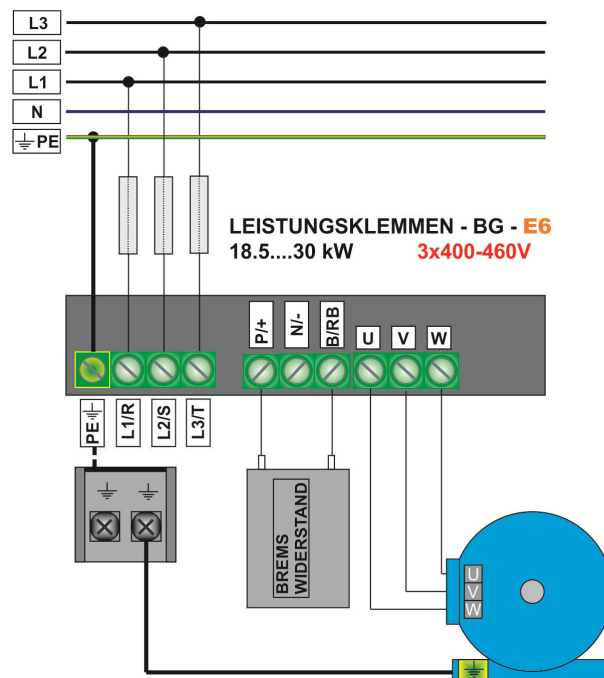 L3
L2
L1
N
⏚ PE
LEISTUNGSKLEMMEN - BG - E6
18.5....30 kW 3x400-460V
P/+
N/-
B/RB
U
V
W
PE⏚
L1/R
L2/S
L3/T
BREMS
WIDERSTAND
U
V
W